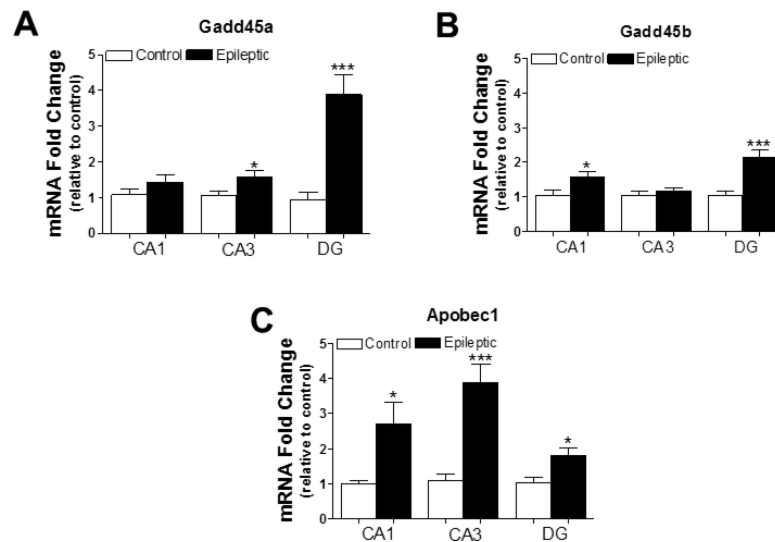 A
Gadd45a
Control Epileptic
mRNA Fold Change
(relative to control)
5
4
3
2
1
0
***
*
CA1 CA3 DG
B
Gadd45b
Control Epileptic
mRNA Fold Change
(relative to control)
5
4
3
2
1
0
*
***
CA1 CA3 DG
C
Apobec1
Control Epileptic
mRNA Fold Change
(relative to control)
5
4
3
2
1
0
*
***
*
CA1 CA3 DG